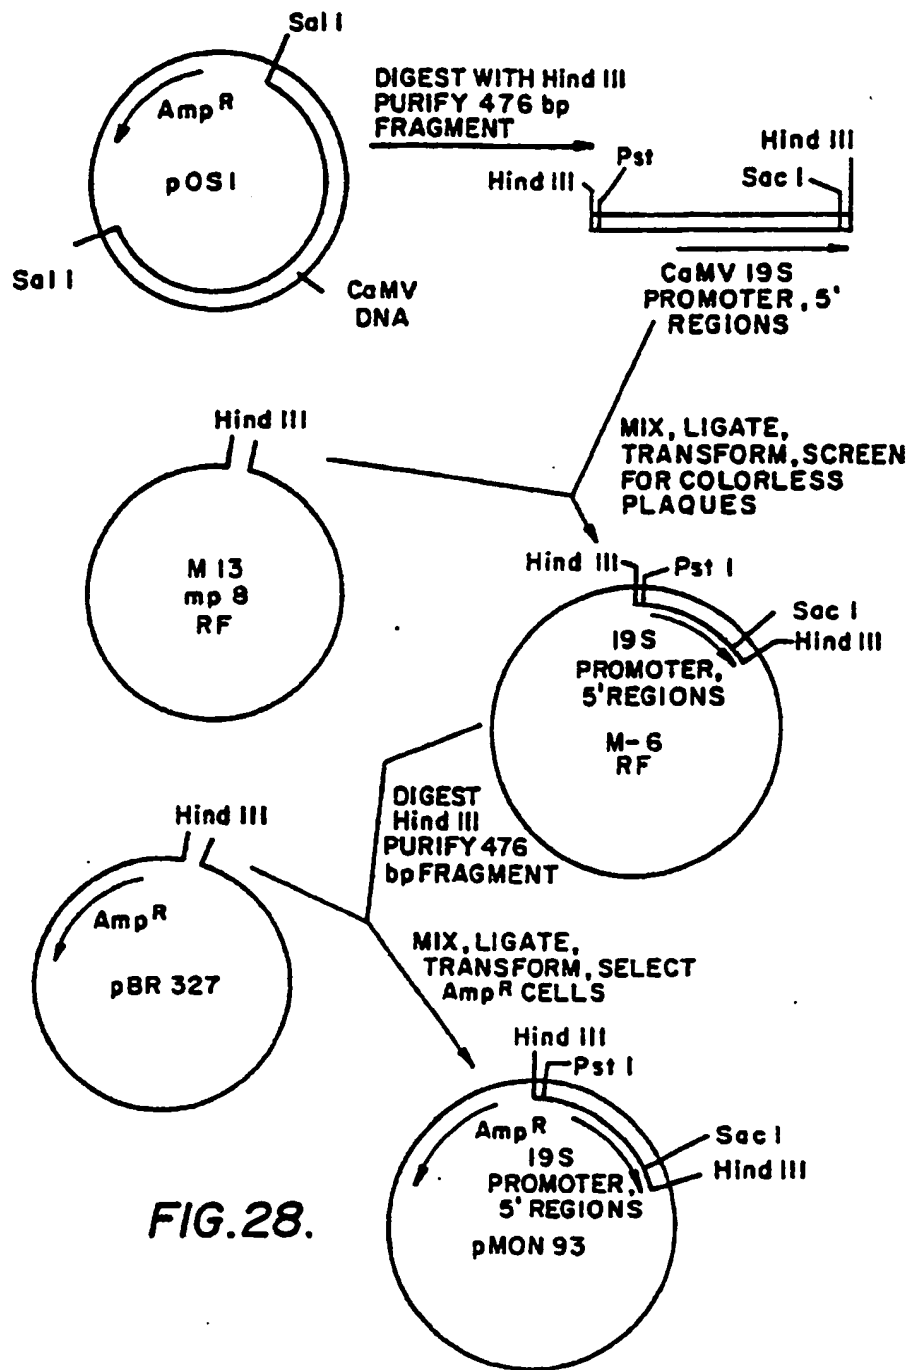 Sal I
Amp R
pOS1
Sal I
CaMV
DNA
DIGEST WITH Hind III
PURIFY 476 bp
FRAGMENT
Hind III
Pst
Sac I
Hind III
CaMV 19S
PROMOTER, 5'
REGIONS
Hind III
M 13
mp 8
RF
MIX, LIGATE,
TRANSFORM, SCREEN
FOR COLORLESS
PLAQUES
Hind III
Pst I
Sac I
Hind III
19S
PROMOTER,
5' REGIONS
M-6
RF
DIGEST
Hind III
PURIFY 476
bp FRAGMENT
Hind III
Amp R
pBR 327
MIX, LIGATE,
TRANSFORM, SELECT
Amp R CELLS
Hind III
Pst I
Sac I
Hind III
Amp R
19S
PROMOTER,
5' REGIONS
pMON 93
FIG. 28.